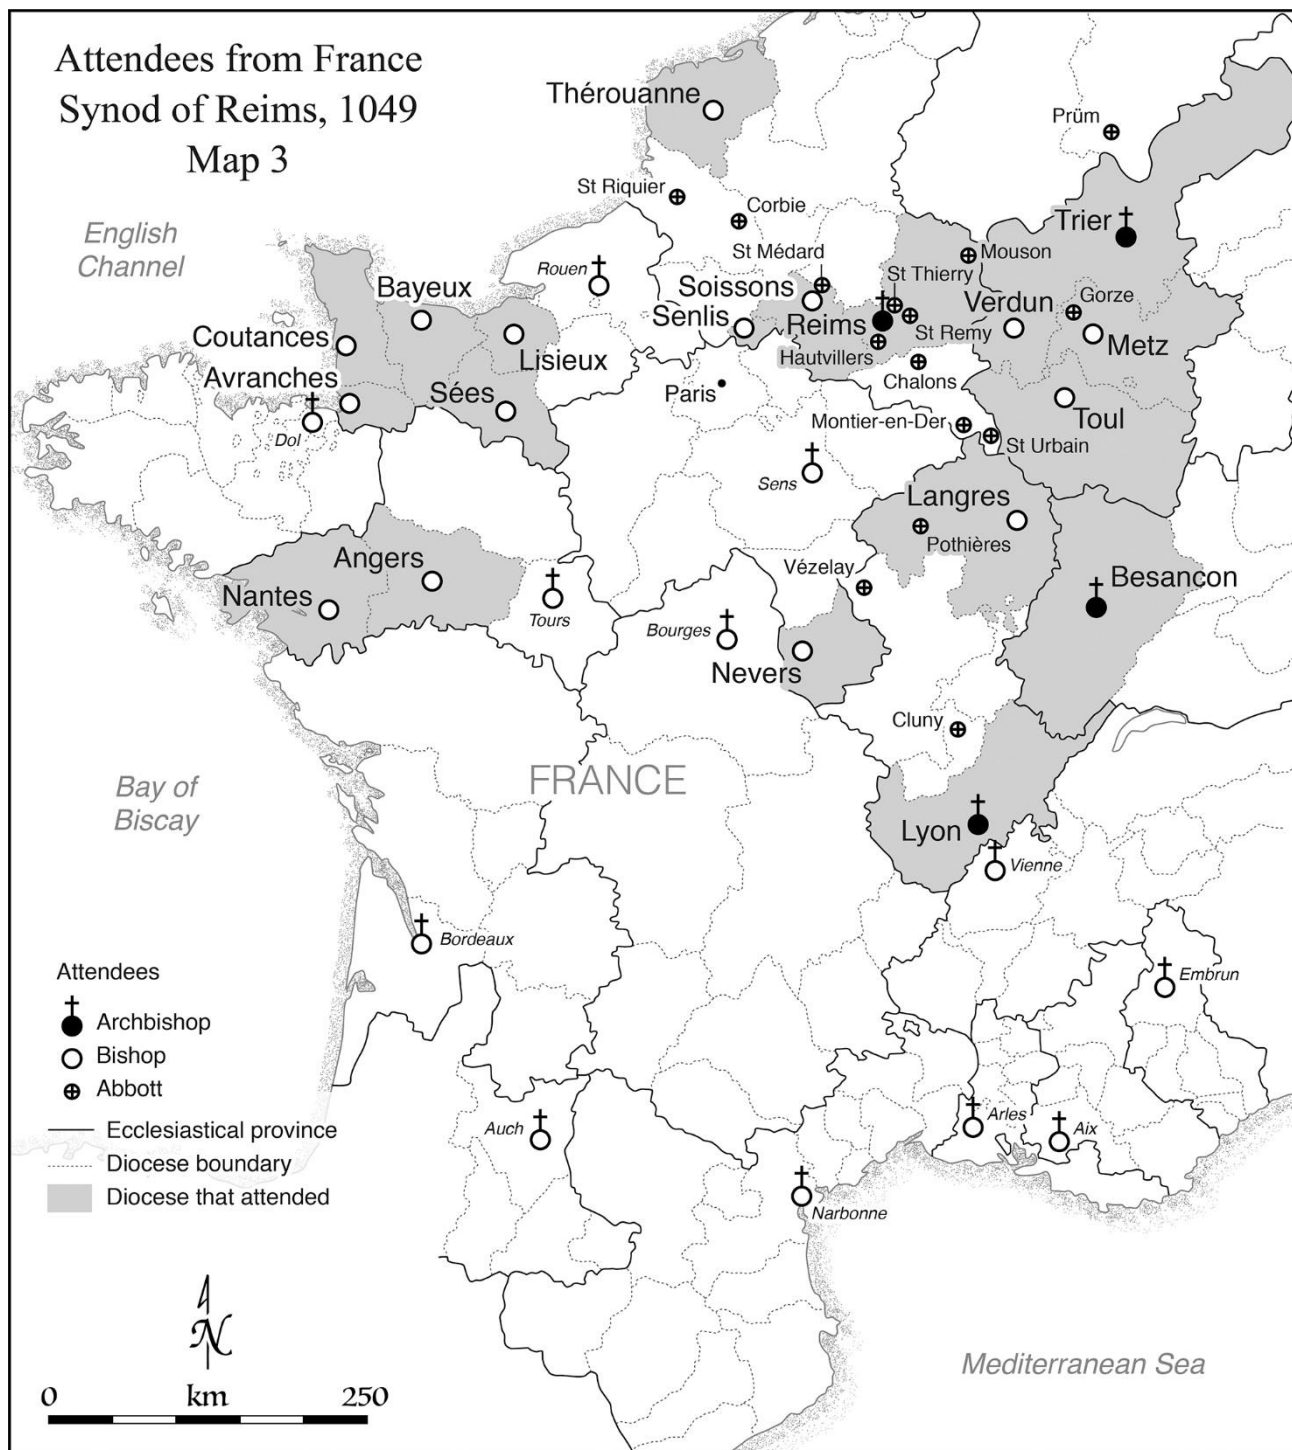 Attendees from France
Synod of Reims, 1049
Map 3
Thérouanne
Prüm
St Riquier
Corbie
Trier
English
Channel
St Médard
Mouson
Rouen
St Thierry
Bayeux
Soissons
Verdun
Gorze
Senlis
Reims
St Remy
Coutances
Lisieux
Metz
Hautvillers
Avranches
Chalons
Sées
Paris
Toul
Dol
Montier-en-Der
St Urbain
Sens
Langres
Pothières
Angers
Vézelay
Besancon
Nantes
Tours
Bourges
Nevers
Cluny
FRANCE
Bay of
Biscay
Lyon
Vienne
Bordeaux
Embrun
Attendees
Archbishop
Bishop
Abbott
Ecclesiastical province
Diocese boundary
Diocese that attended
Auch
Arles
Aix
Narbonne
N
Mediterranean Sea
0 km 250